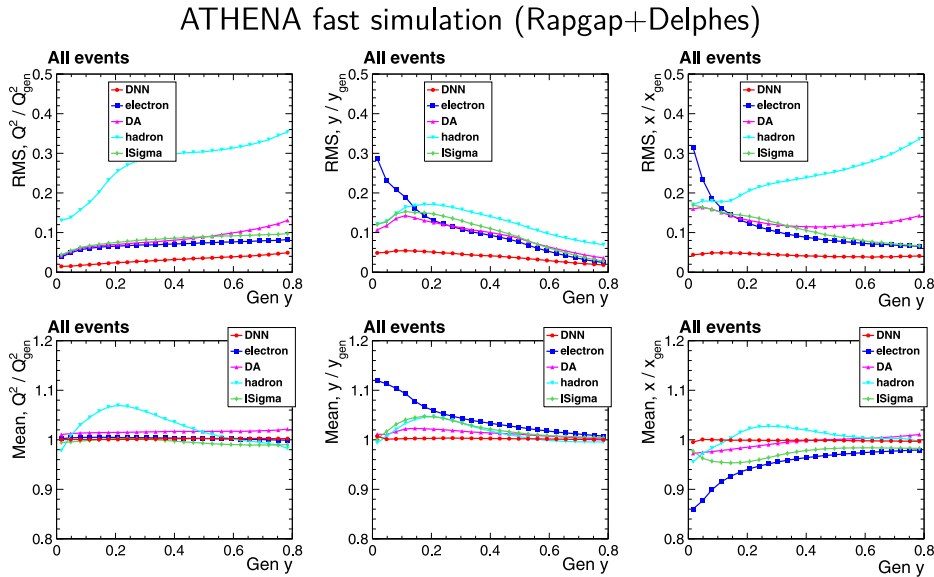 ATHENA fast simulation (Rapgap+Delphes)
All events
RMS, Q² / Q²gen
0.5
0.4
0.3
0.2
0.1
0
DNN
electron
DA
hadron
ISigma
0 0.2 0.4 0.6 0.8
Gen y
All events
RMS, y / ygen
0.5
0.4
0.3
0.2
0.1
0
DNN
electron
DA
hadron
ISigma
0 0.2 0.4 0.6 0.8
Gen y
All events
RMS, x / xgen
0.5
0.4
0.3
0.2
0.1
0
DNN
electron
DA
hadron
ISigma
0 0.2 0.4 0.6 0.8
Gen y
All events
Mean, Q² / Q²gen
1.2
1.1
1
0.9
0.8
DNN
electron
DA
hadron
ISigma
0 0.2 0.4 0.6 0.8
Gen y
All events
Mean, y / ygen
1.2
1.1
1
0.9
0.8
DNN
electron
DA
hadron
ISigma
0 0.2 0.4 0.6 0.8
Gen y
All events
Mean, x / xgen
1.2
1.1
1
0.9
0.8
DNN
electron
DA
hadron
ISigma
0 0.2 0.4 0.6 0.8
Gen y